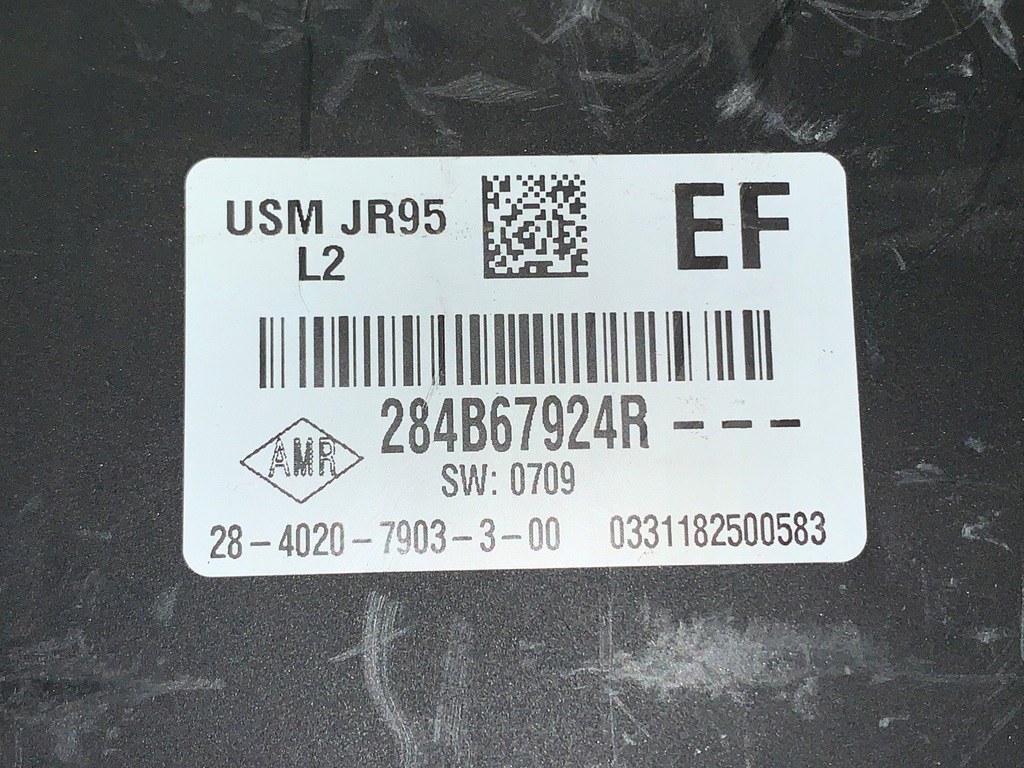 USM JR95
L2
EF
284B67924R ---
AMR
SW: 0709
28-4020-7903-3-00 0331182500583